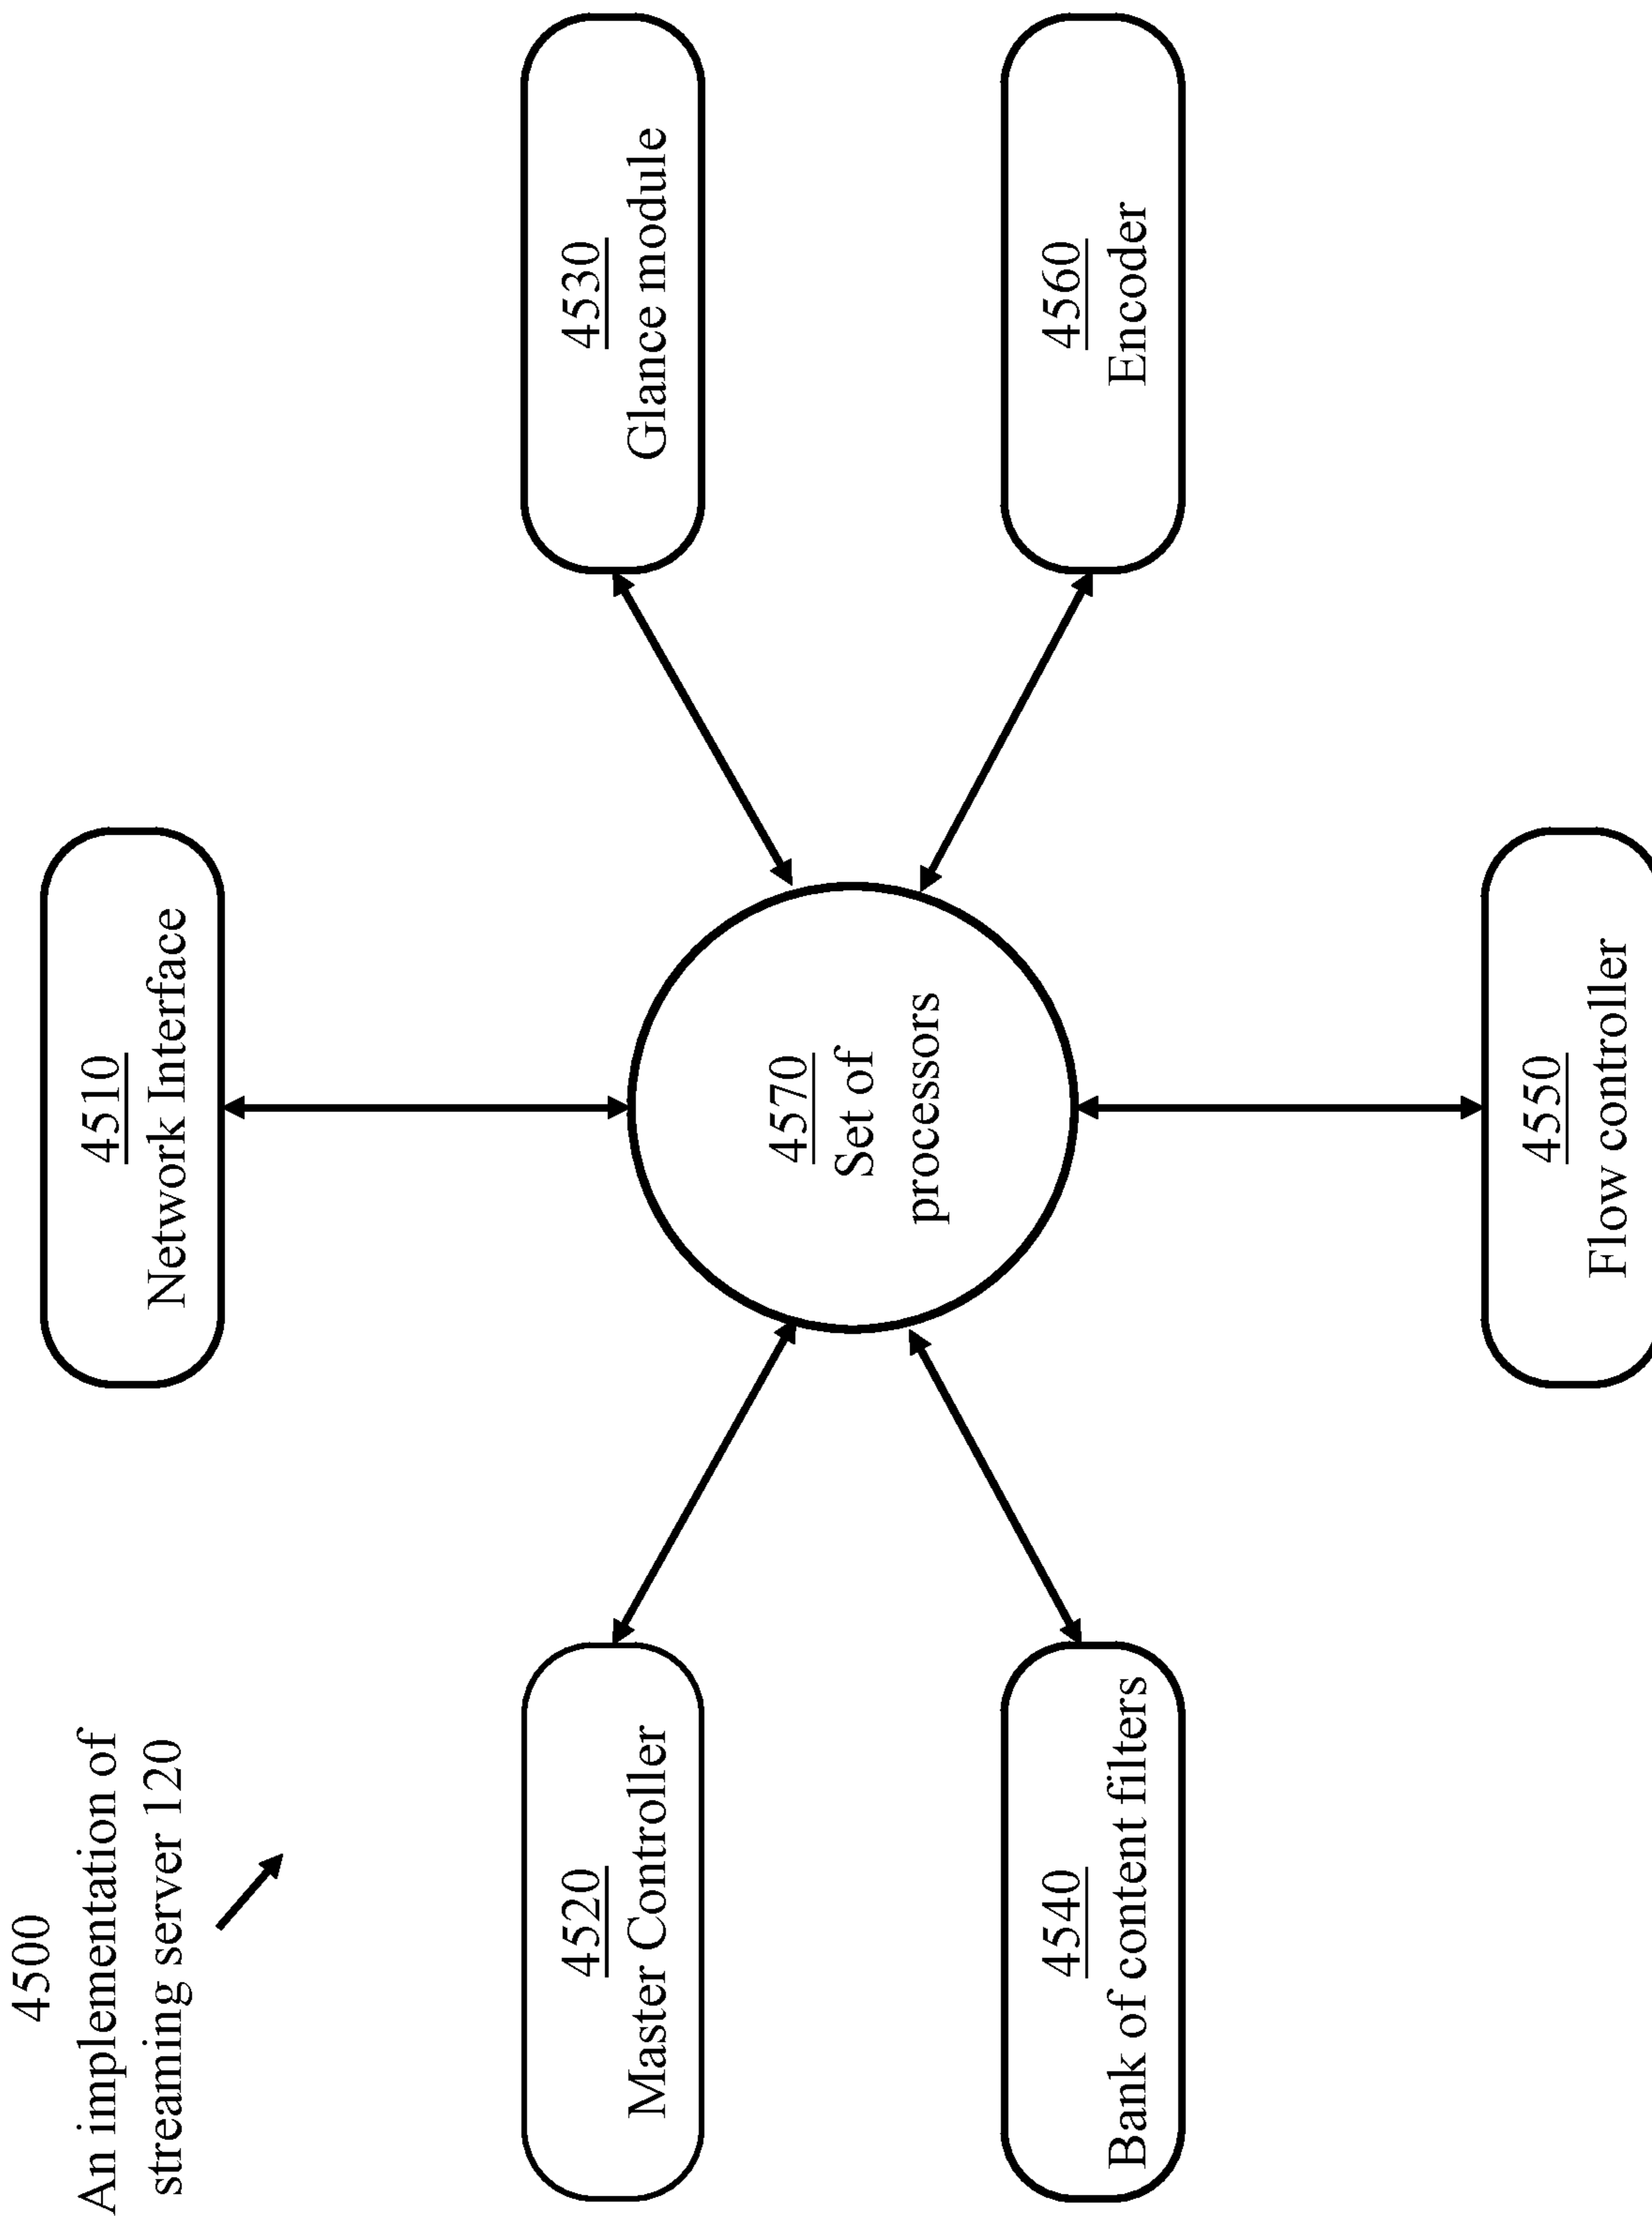 4500
An implementation of
streaming server 120
4510
Network Interface
4520
Master Controller
4530
Glance module
4570
Set of
processors
4540
Bank of content filters
4560
Encoder
4550
Flow controller